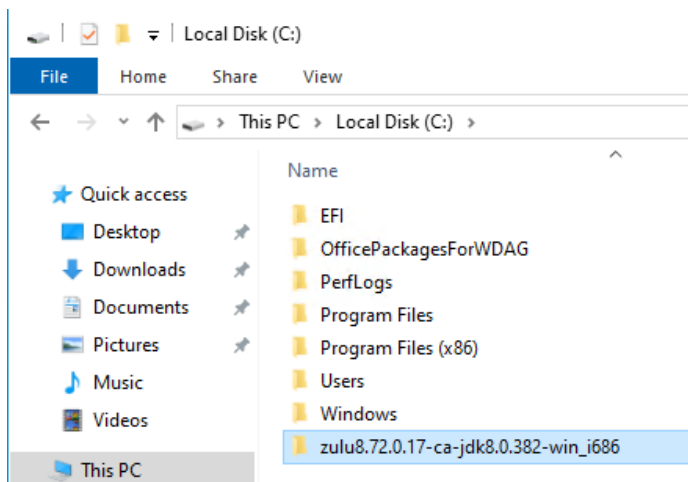 Local Disk (C:)
File Home Share View
This PC > Local Disk (C:) >
Name
Quick access
Desktop
Downloads
Documents
Pictures
Music
Videos
This PC
EFI
OfficePackagesForWDAG
PerfLogs
Program Files
Program Files (x86)
Users
Windows
zulu8.72.0.17-ca-jdk8.0.382-win_i686